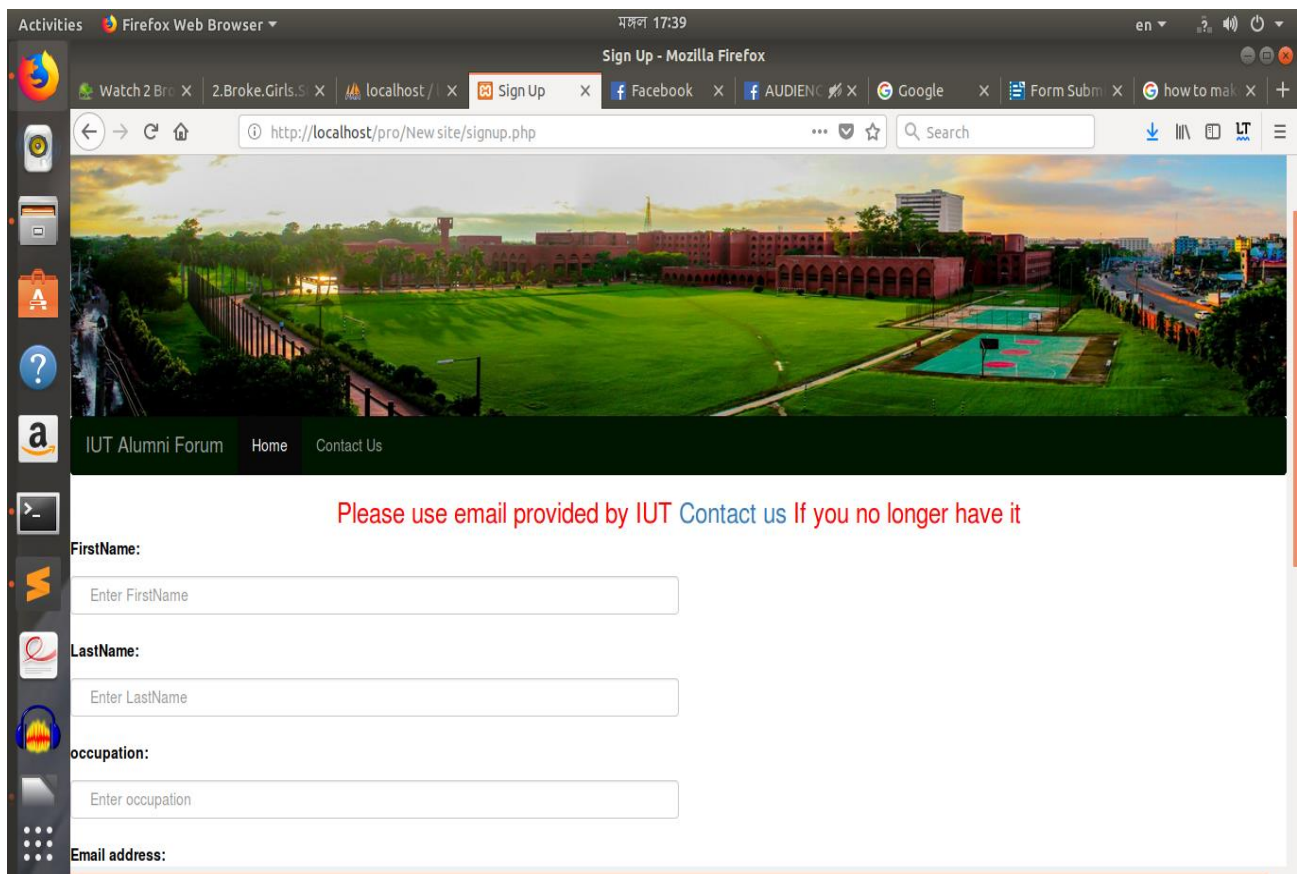 Activities Firefox Web Browser মঙ্গল 17:39 en
Sign Up - Mozilla Firefox
Watch 2 Bro 2.Broke.Girls.S localhost / Sign Up Facebook AUDIENC Google Form Subm how to mak
http://localhost/pro/New site/signup.php Search
IUT Alumni Forum Home Contact Us
Please use email provided by IUT Contact us If you no longer have it
FirstName:
Enter FirstName
LastName:
Enter LastName
occupation:
Enter occupation
Email address: